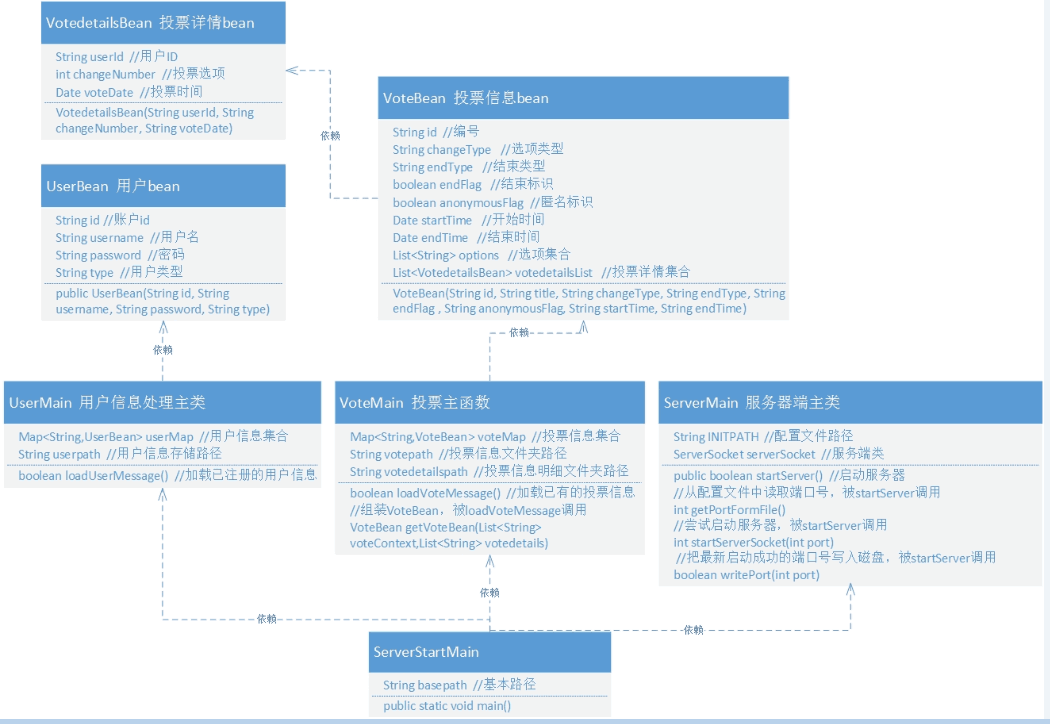 VotedetailsBean 投票详情bean
String userId //用户ID
int changeNumber //投票选项
Date voteDate //投票时间
VotedetailsBean(String userId, String
changeNumber, String voteDate)
依赖
VoteBean 投票信息bean
String id //编号
String changeType //选项类型
String endType //结束类型
boolean endFlag //结束标识
boolean anonymousFlag //匿名标识
Date startTime //开始时间
Date endTime //结束时间
List<String> options //选项集合
List<VotedetailsBean> votedetailsList //投票详情集合
VoteBean(String id, String title, String changeType, String endType, String
endFlag , String anonymousFlag, String startTime, String endTime)
UserBean 用户bean
String id //账户id
String username //用户名
String password //密码
String type //用户类型
public UserBean(String id, String
username, String password, String type)
依赖
依赖
UserMain 用户信息处理主类
Map<String,UserBean> userMap //用户信息集合
String userpath //用户信息存储路径
boolean loadUserMessage() //加载已注册的用户信息
VoteMain 投票主函数
Map<String,VoteBean> voteMap //投票信息集合
String votepath //投票信息文件夹路径
String votedetailspath //投票信息明细文件夹路径
boolean loadVoteMessage() //加载已有的投票信息
//组装VoteBean，被loadVoteMessage调用
VoteBean getVoteBean(List<String>
voteContext,List<String> votedetails)
ServerMain 服务器端主类
String INITPATH //配置文件路径
ServerSocket serverSocket //服务端类
public boolean startServer() //启动服务器
//从配置文件中读取端口号，被startServer调用
int getPortFormFile()
//尝试启动服务器，被startServer调用
int startServerSocket(int port)
//把最新启动成功的端口号写入磁盘，被startServer调用
boolean writePort(int port)
依赖
依赖
依赖
ServerStartMain
String basepath //基本路径
public static void main()